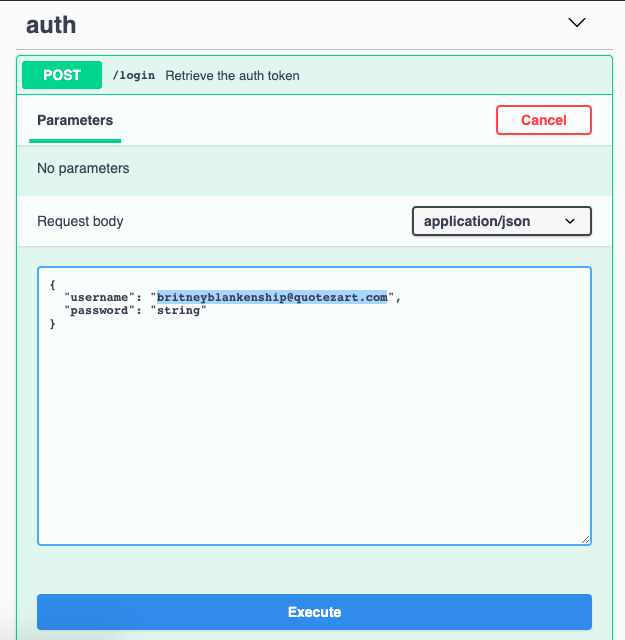 auth
POST /login Retrieve the auth token
Parameters Cancel
No parameters
Request body application/json
{
  "username": "britneyblankenship@quotezart.com",
  "password": "string"
}
Execute